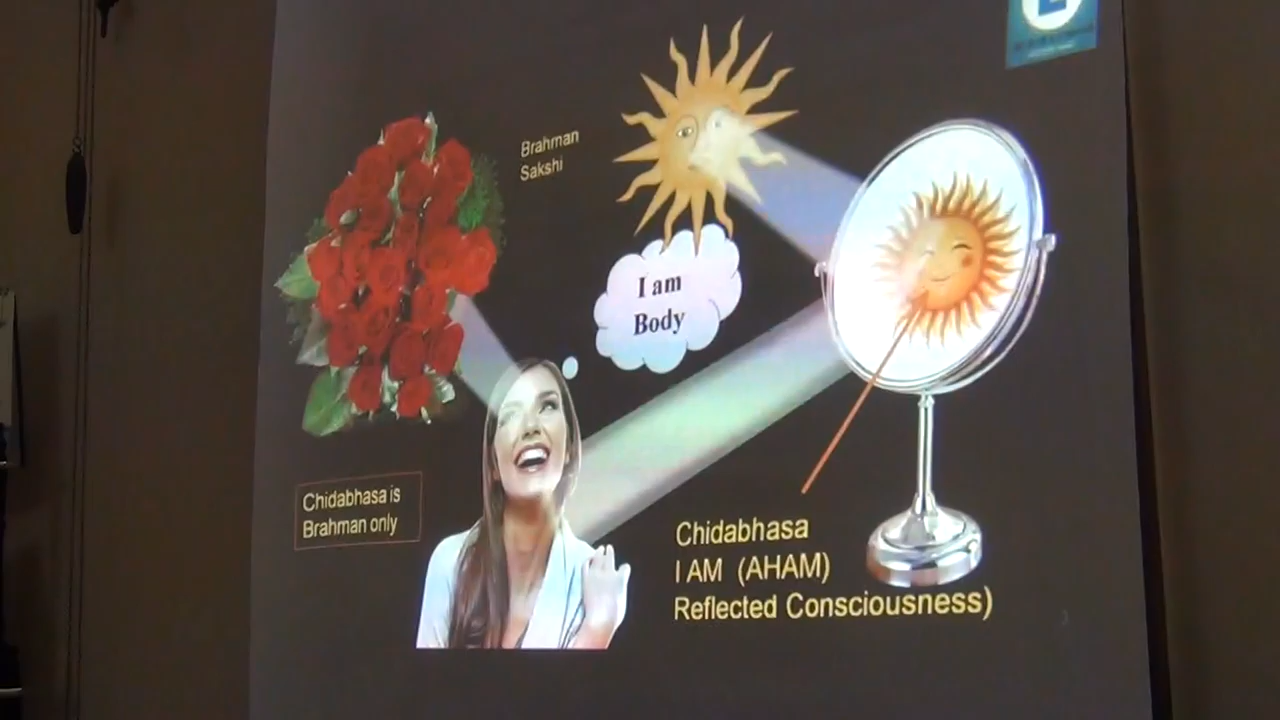 Brahman
Sakshi
I am
Body
Chidabhasa is
Brahman only
Chidabhasa
I AM (AHAM)
Reflected Consciousness)